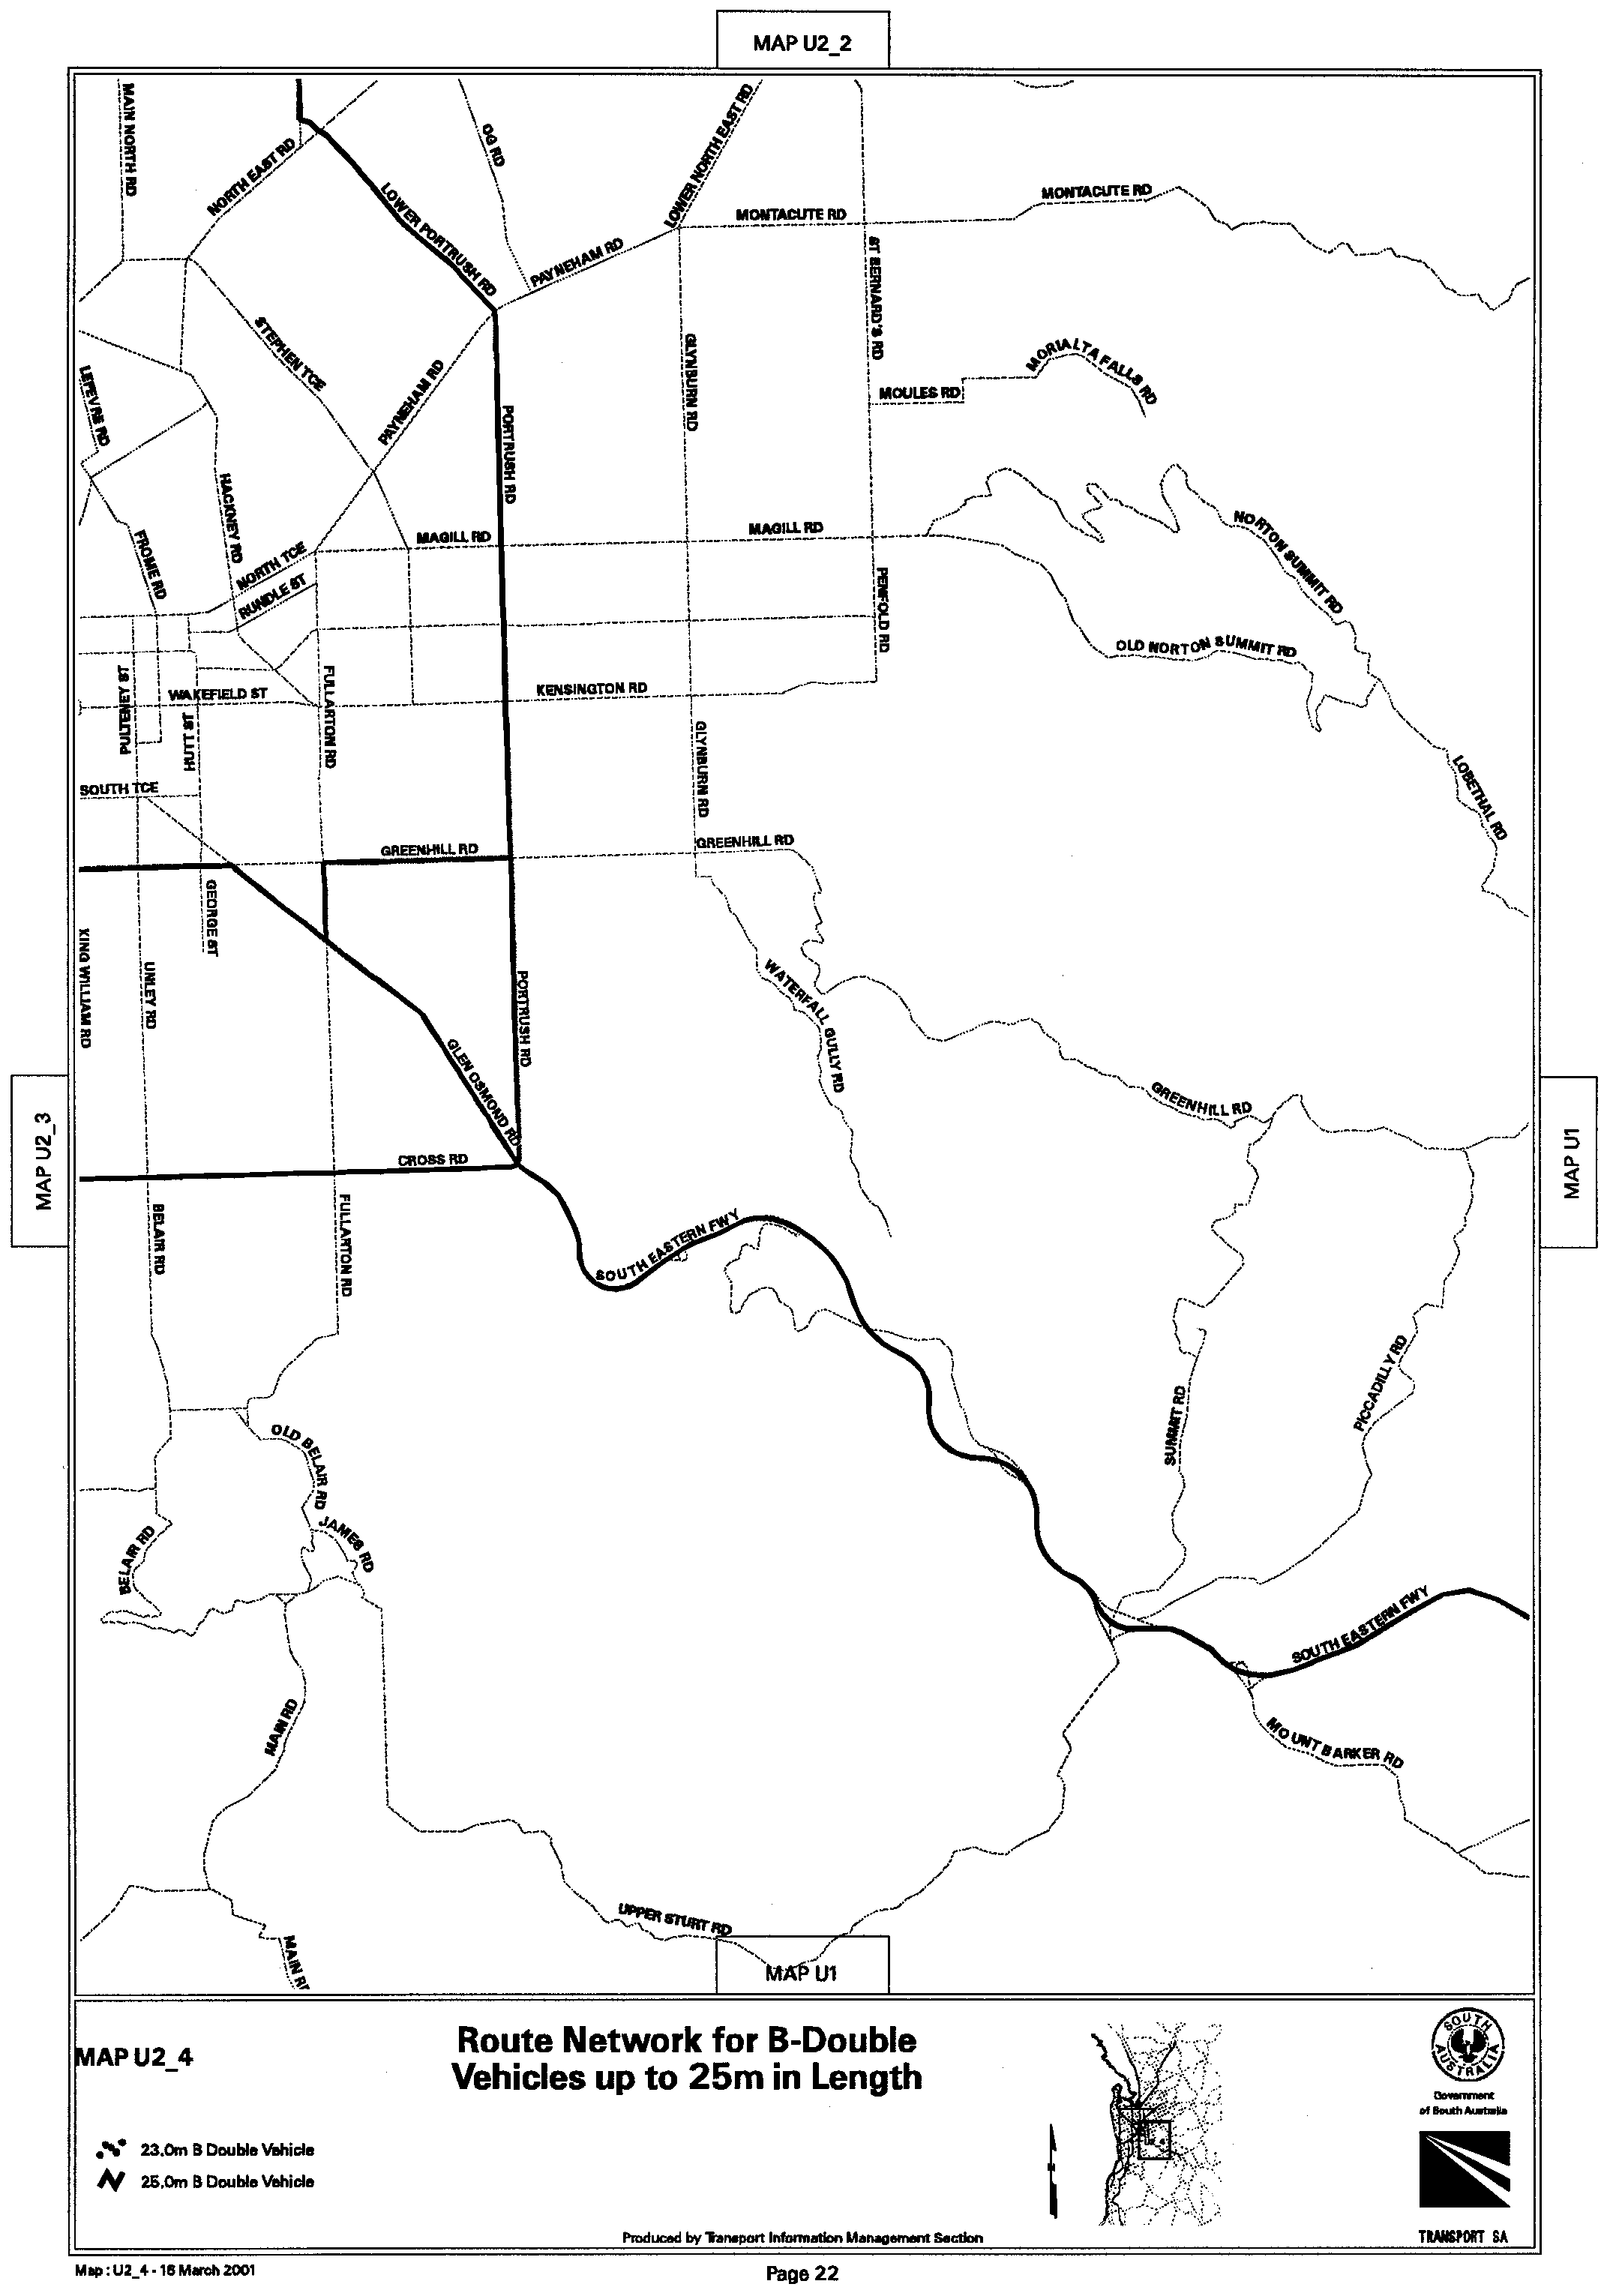 MAP U2_2
MAIN NORTH RD
NORTH EAST RD
OG RD
LOWER NORTH EAST RD
LOWER PORTRUSH RD
MONTACUTE RD
MONTACUTE RD
PAYNEHAM RD
ST BERNARD'S RD
STEPHEN TCE
LEFEVRE RD
PAYNEHAM RD
GLYNBURN RD
MORIALTA FALLS RD
MOULES RD
PORTRUSH RD
HACKNEY RD
FROME RD
NORTH TCE
RUNDLE ST
MAGILL RD
MAGILL RD
NORTON SUMMIT RD
PENFOLD RD
OLD NORTON SUMMIT RD
PULTENEY ST
WAKEFIELD ST
HUTT ST
FULLARTON RD
KENSINGTON RD
GLYNBURN RD
LOBETHAL RD
SOUTH TCE
GREENHILL RD
GREENHILL RD
GEORGE ST
KING WILLIAM RD
UNLEY RD
PORTRUSH RD
WATERFALL GULLY RD
GLEN OSMOND RD
GREENHILL RD
MAP U2_3
MAP U1
CROSS RD
BELAIR RD
FULLARTON RD
SOUTH EASTERN FWY
SUMMIT RD
PICCADILLY RD
OLD BELAIR RD
JAMES RD
BELAIR RD
SOUTH EASTERN FWY
MAIN RD
MOUNT BARKER RD
UPPER STURT RD
MAIN RD
MAP U1
MAP U2_4
Route Network for B-Double
Vehicles up to 25m in Length
23.0m B Double Vehicle
25.0m B Double Vehicle
N
SOUTH AUSTRALIA
Government
of South Australia
TRANSPORT SA
Produced by Transport Information Management Section
Map : U2_4 - 16 March 2001
Page 22